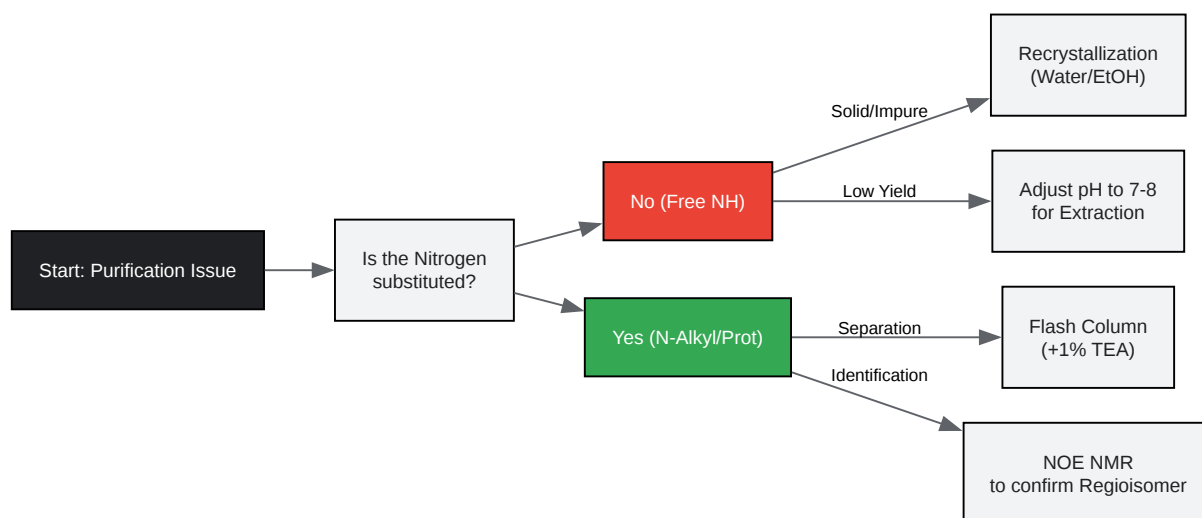 Start: Purification Issue
Is the Nitrogen
substituted?
No (Free NH)
Yes (N-Alkyl/Prot)
Solid/Impure
Low Yield
Separation
Identification
Recrystallization
(Water/EtOH)
Adjust pH to 7-8
for Extraction
Flash Column
(+1% TEA)
NOE NMR
to confirm Regioisomer